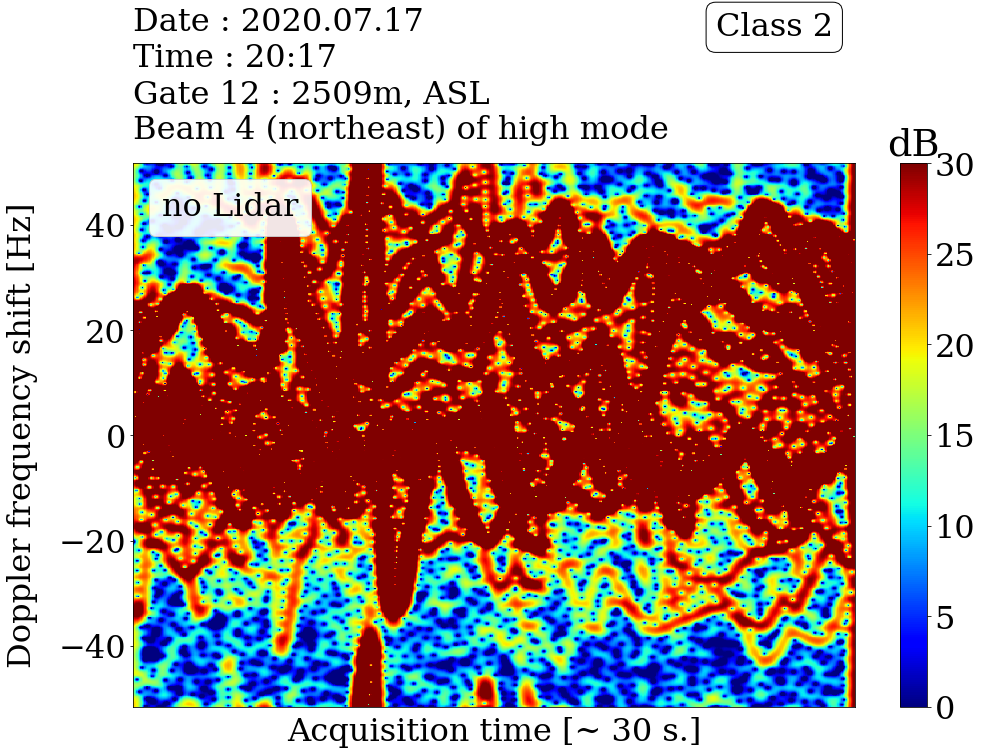 Date : 2020.07.17
Class 2
Time : 20:17
Gate 12 : 2509m, ASL
Beam 4 (northeast) of high mode
dB
no Lidar
Doppler frequency shift [Hz]
40
20
0
−20
−40
30
25
20
15
10
5
0
Acquisition time [~ 30 s.]